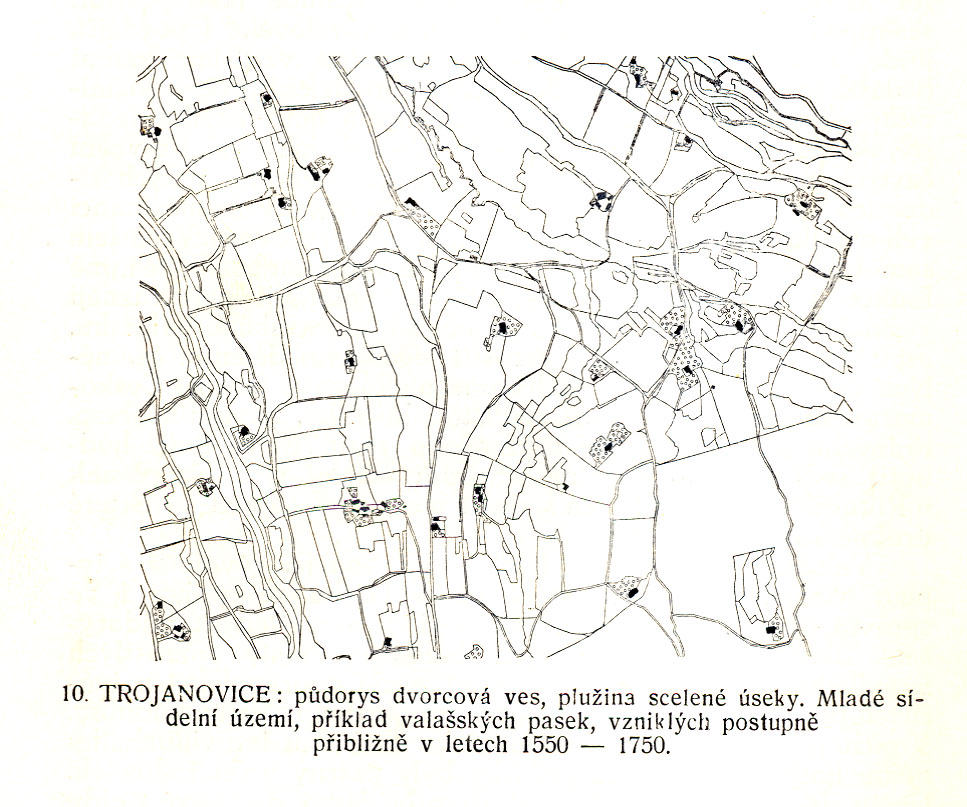 10. TROJANOVICE : půdorys dvorcová ves, plužina scelené úseky. Mladé sí-
delní území, příklad valašských pasek, vzniklých postupně
přibližně v letech 1550 — 1750.